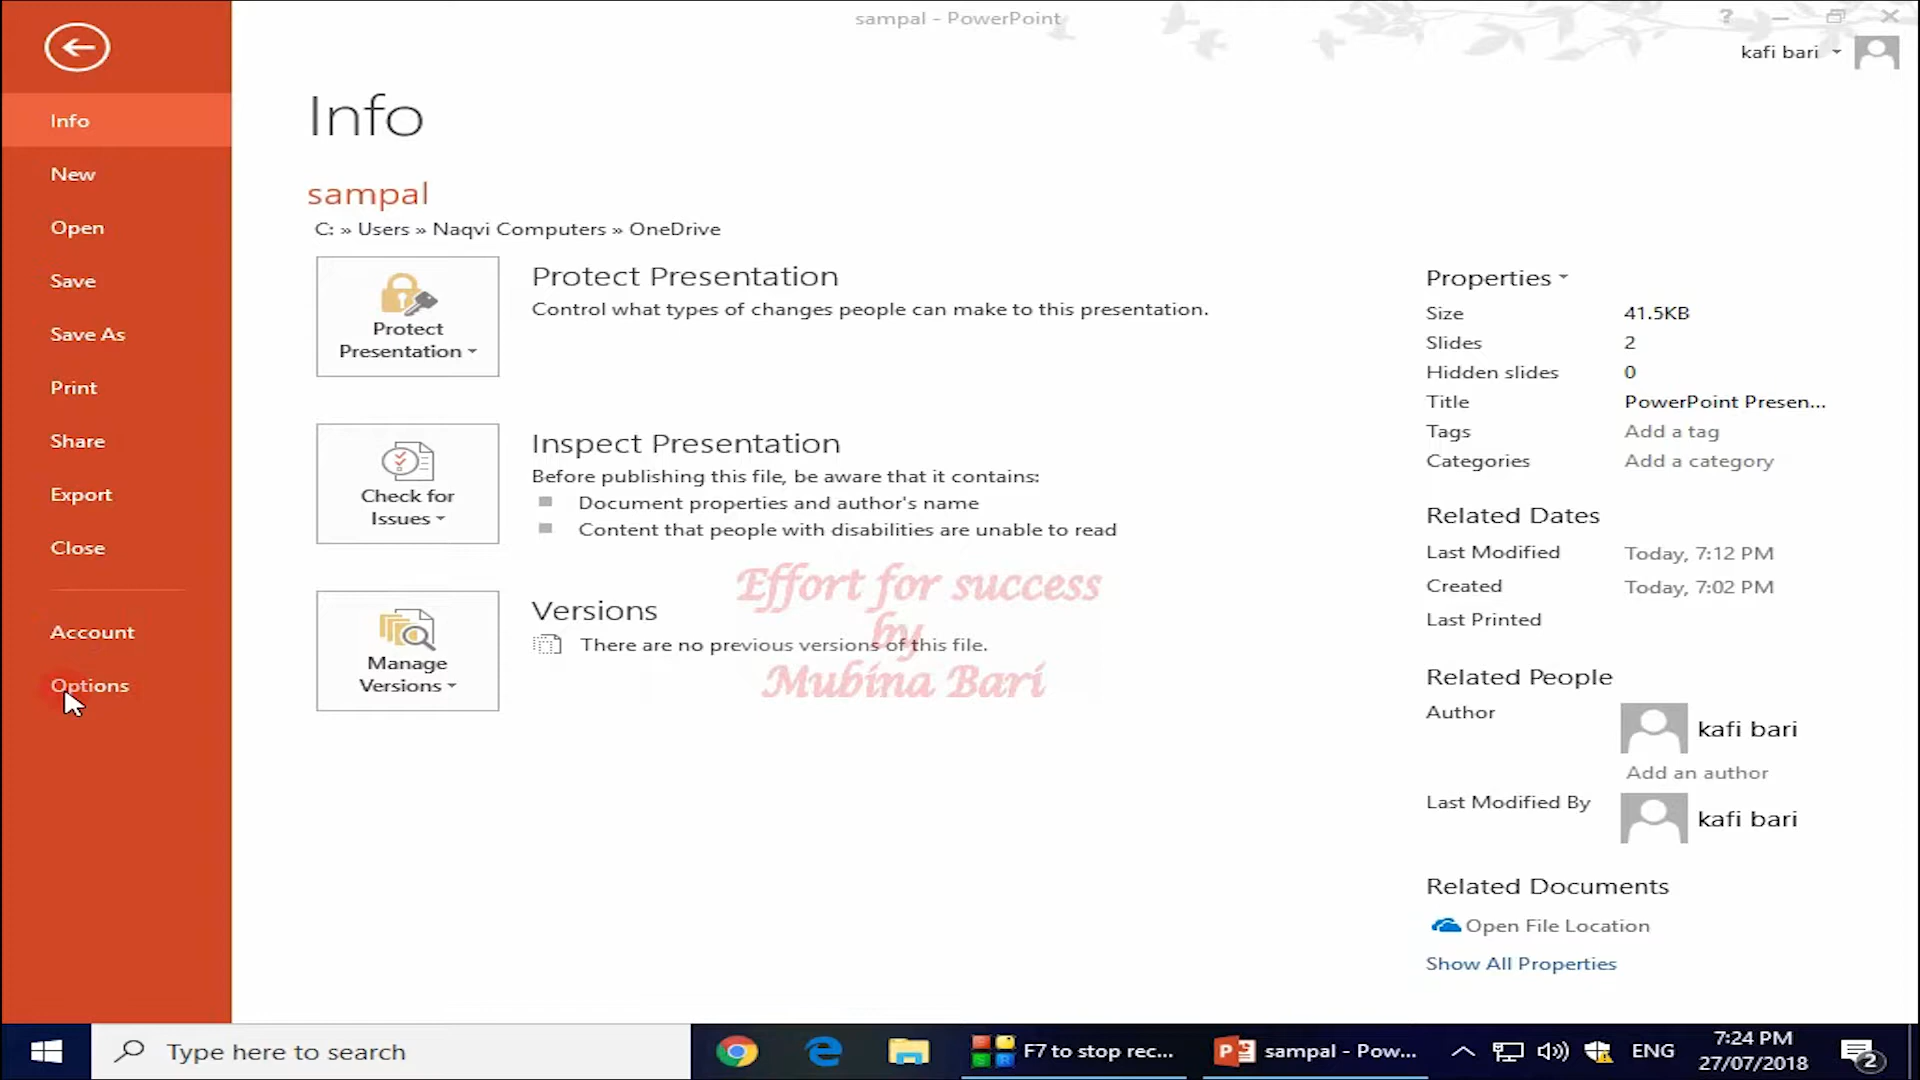 sampal - PowerPoint
?
kafi bari
Info
New
Open
Save
Save As
Print
Share
Export
Close
Account
Options
Info
sampal
C: » Users » Naqvi Computers » OneDrive
Protect
Presentation
Protect Presentation
Control what types of changes people can make to this presentation.
Check for
Issues
Inspect Presentation
Before publishing this file, be aware that it contains:
Document properties and author's name
Content that people with disabilities are unable to read
Manage
Versions
Versions
There are no previous versions of this file.
Effort for success
by
Mubina Bari
Properties
Size 41.5KB
Slides 2
Hidden slides 0
Title PowerPoint Presen...
Tags Add a tag
Categories Add a category
Related Dates
Last Modified Today, 7:12 PM
Created Today, 7:02 PM
Last Printed
Related People
Author kafi bari
Add an author
Last Modified By kafi bari
Related Documents
Open File Location
Show All Properties
Type here to search
F7 to stop rec...
sampal - Pow...
ENG
7:24 PM
27/07/2018
2